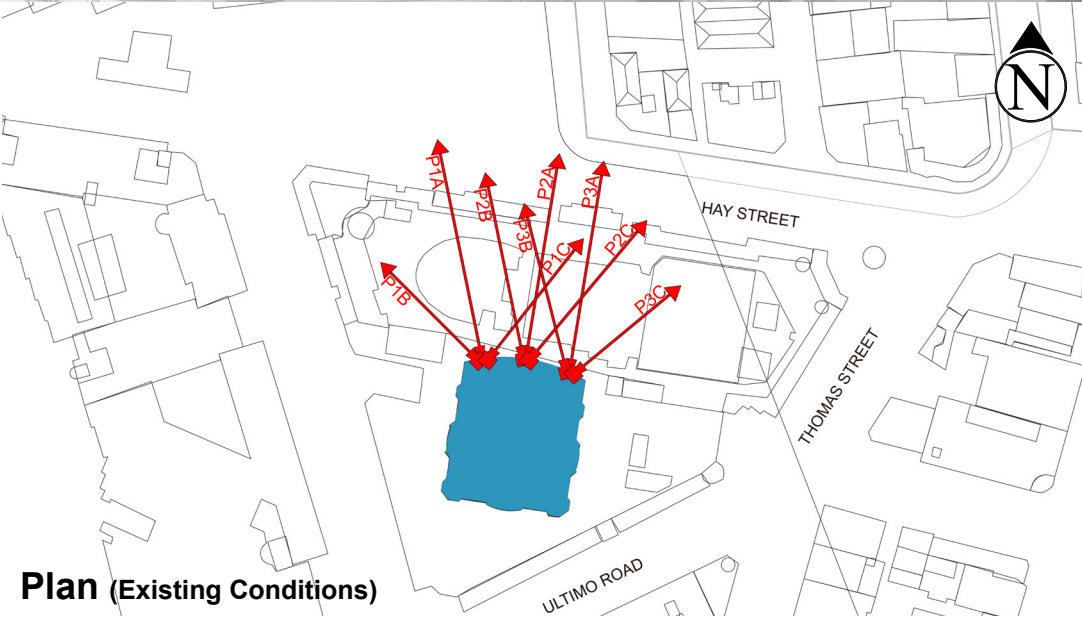 N
P1A
P2B
P2A
P3A
P3B
P1C
P2C
P1B
P3C
HAY STREET
THOMAS STREET
ULTIMO ROAD
Plan (Existing Conditions)